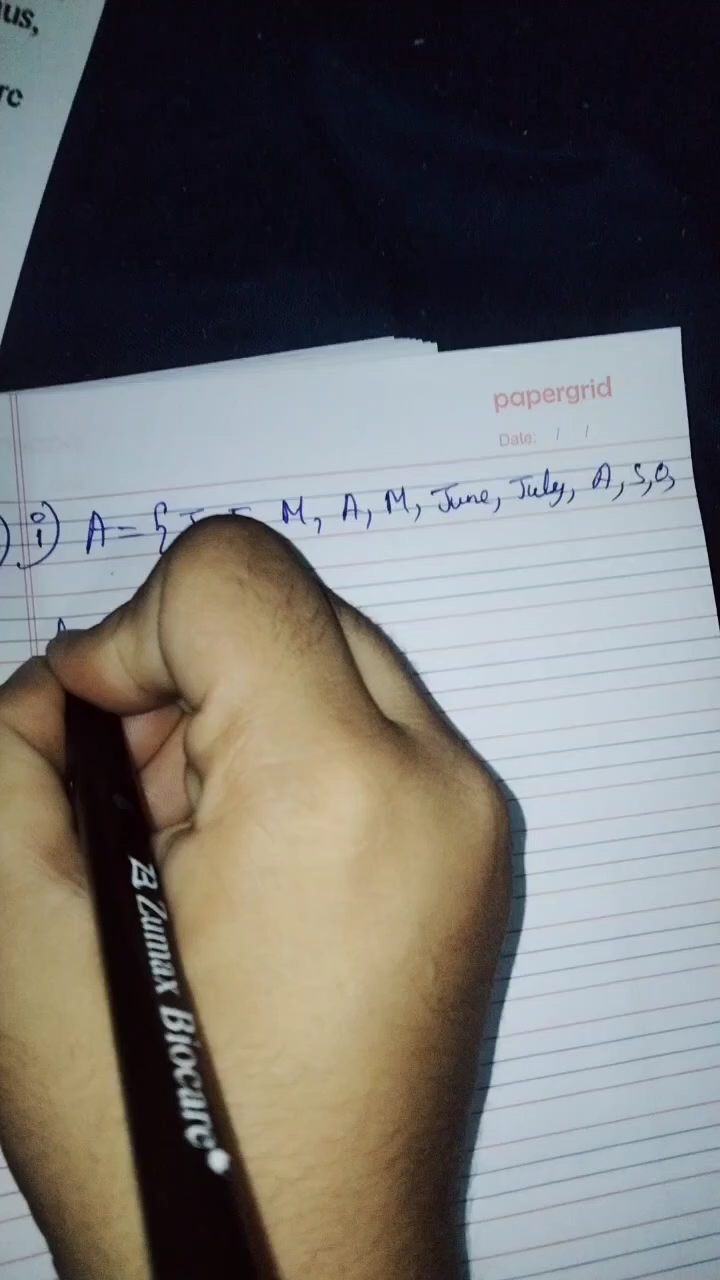 us,
re
papergrid
Date: / /
i) A = { J F M, A, M, June, July, A, S, O,
A
Zumax Biocare